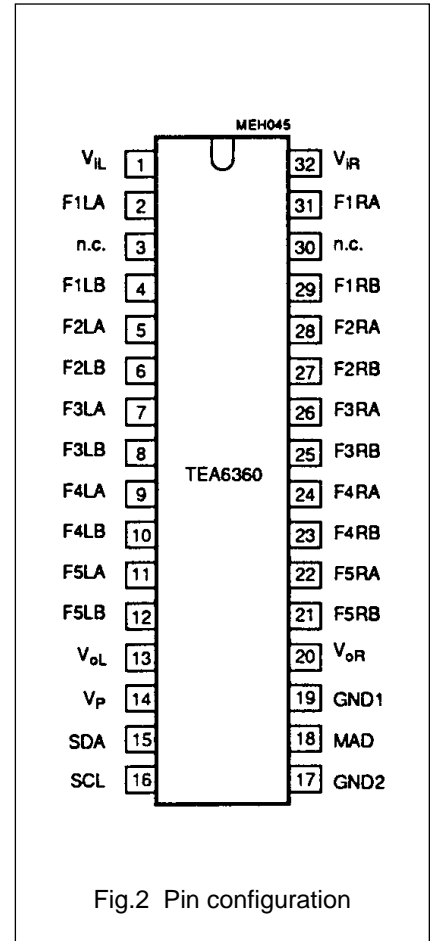 MEH045
V_iL 1 32 V_iR
F1LA 2 31 F1RA
n.c. 3 30 n.c.
F1LB 4 29 F1RB
F2LA 5 28 F2RA
F2LB 6 27 F2RB
F3LA 7 26 F3RA
F3LB 8 25 F3RB
TEA6360
F4LA 9 24 F4RA
F4LB 10 23 F4RB
F5LA 11 22 F5RA
F5LB 12 21 F5RB
V_oL 13 20 V_oR
V_P 14 19 GND1
SDA 15 18 MAD
SCL 16 17 GND2
Fig.2 Pin configuration